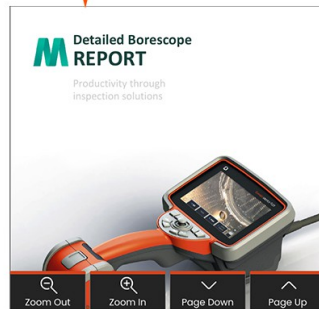 Detailed Borescope
REPORT
Productivity through
inspection solutions
Zoom Out
Zoom In
Page Down
Page Up